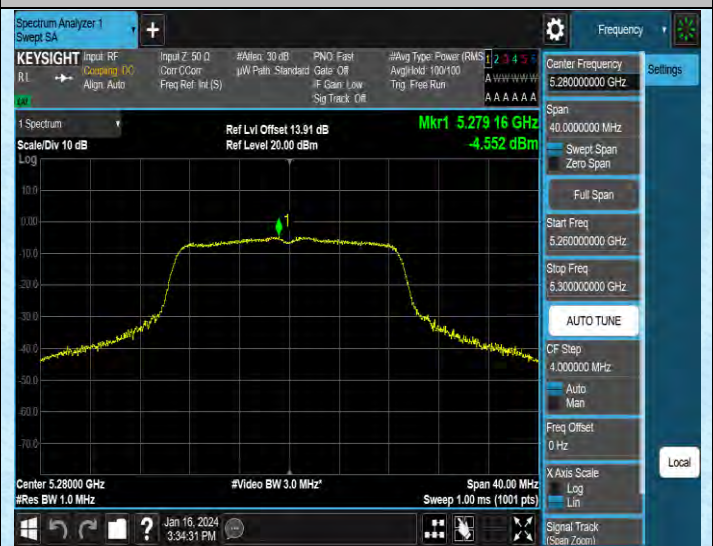 Spectrum Analyzer 1
Swept SA
+
Frequency
KEYSIGHT
RL
Input: RF
Coupling: DC
Align: Auto
Input Z: 50 Ω
Corr CCorr
Freq Ref: Int (S)
#Atten: 30 dB
µW Path: Standard
PNO: Fast
Gate: Off
IF Gain: Low
Sig Track: Off
#Avg Type: Power (RMS
Avg|Hold: 100/100
Trig: Free Run
1 2 3 4 5 6
A W W W W W
A A A A A A
1 Spectrum
Scale/Div 10 dB
Log
Ref Lvl Offset 13.91 dB
Ref Level 20.00 dBm
Mkr1 5.279 16 GHz
-4.552 dBm
10.0
0.00
-10.0
-20.0
-30.0
-40.0
-50.0
-60.0
-70.0
1
Center 5.28000 GHz
#Res BW 1.0 MHz
#Video BW 3.0 MHz*
Span 40.00 MHz
Sweep 1.00 ms (1001 pts)
?
Jan 16, 2024
3:34:31 PM
Center Frequency
5.280000000 GHz
Settings
Span
40.0000000 MHz
Swept Span
Zero Span
Full Span
Start Freq
5.260000000 GHz
Stop Freq
5.300000000 GHz
AUTO TUNE
CF Step
4.000000 MHz
Auto
Man
Freq Offset
0 Hz
X Axis Scale
Log
Lin
Local
Signal Track
(Span Zoom)